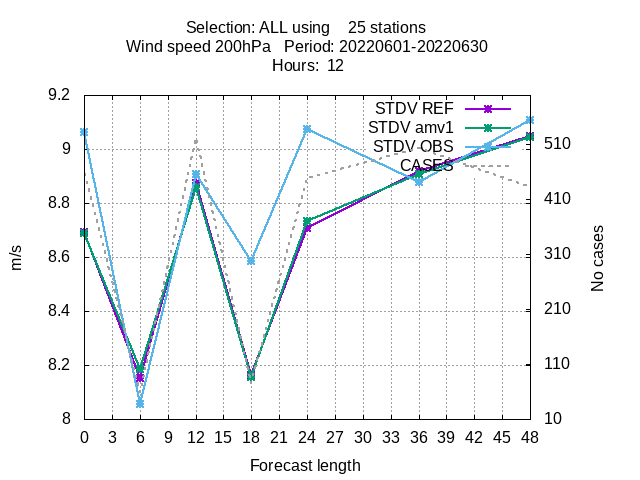 Selection: ALL using    25 stations
Wind speed 200hPa   Period: 20220601-20220630
Hours:  12
STDV REF
STDV amv1
STDV OBS
CASES
9.2
9
8.8
8.6
8.4
8.2
8
m/s
510
410
310
210
110
10
No cases
0 3 6 9 12 15 18 21 24 27 30 33 36 39 42 45 48
Forecast length